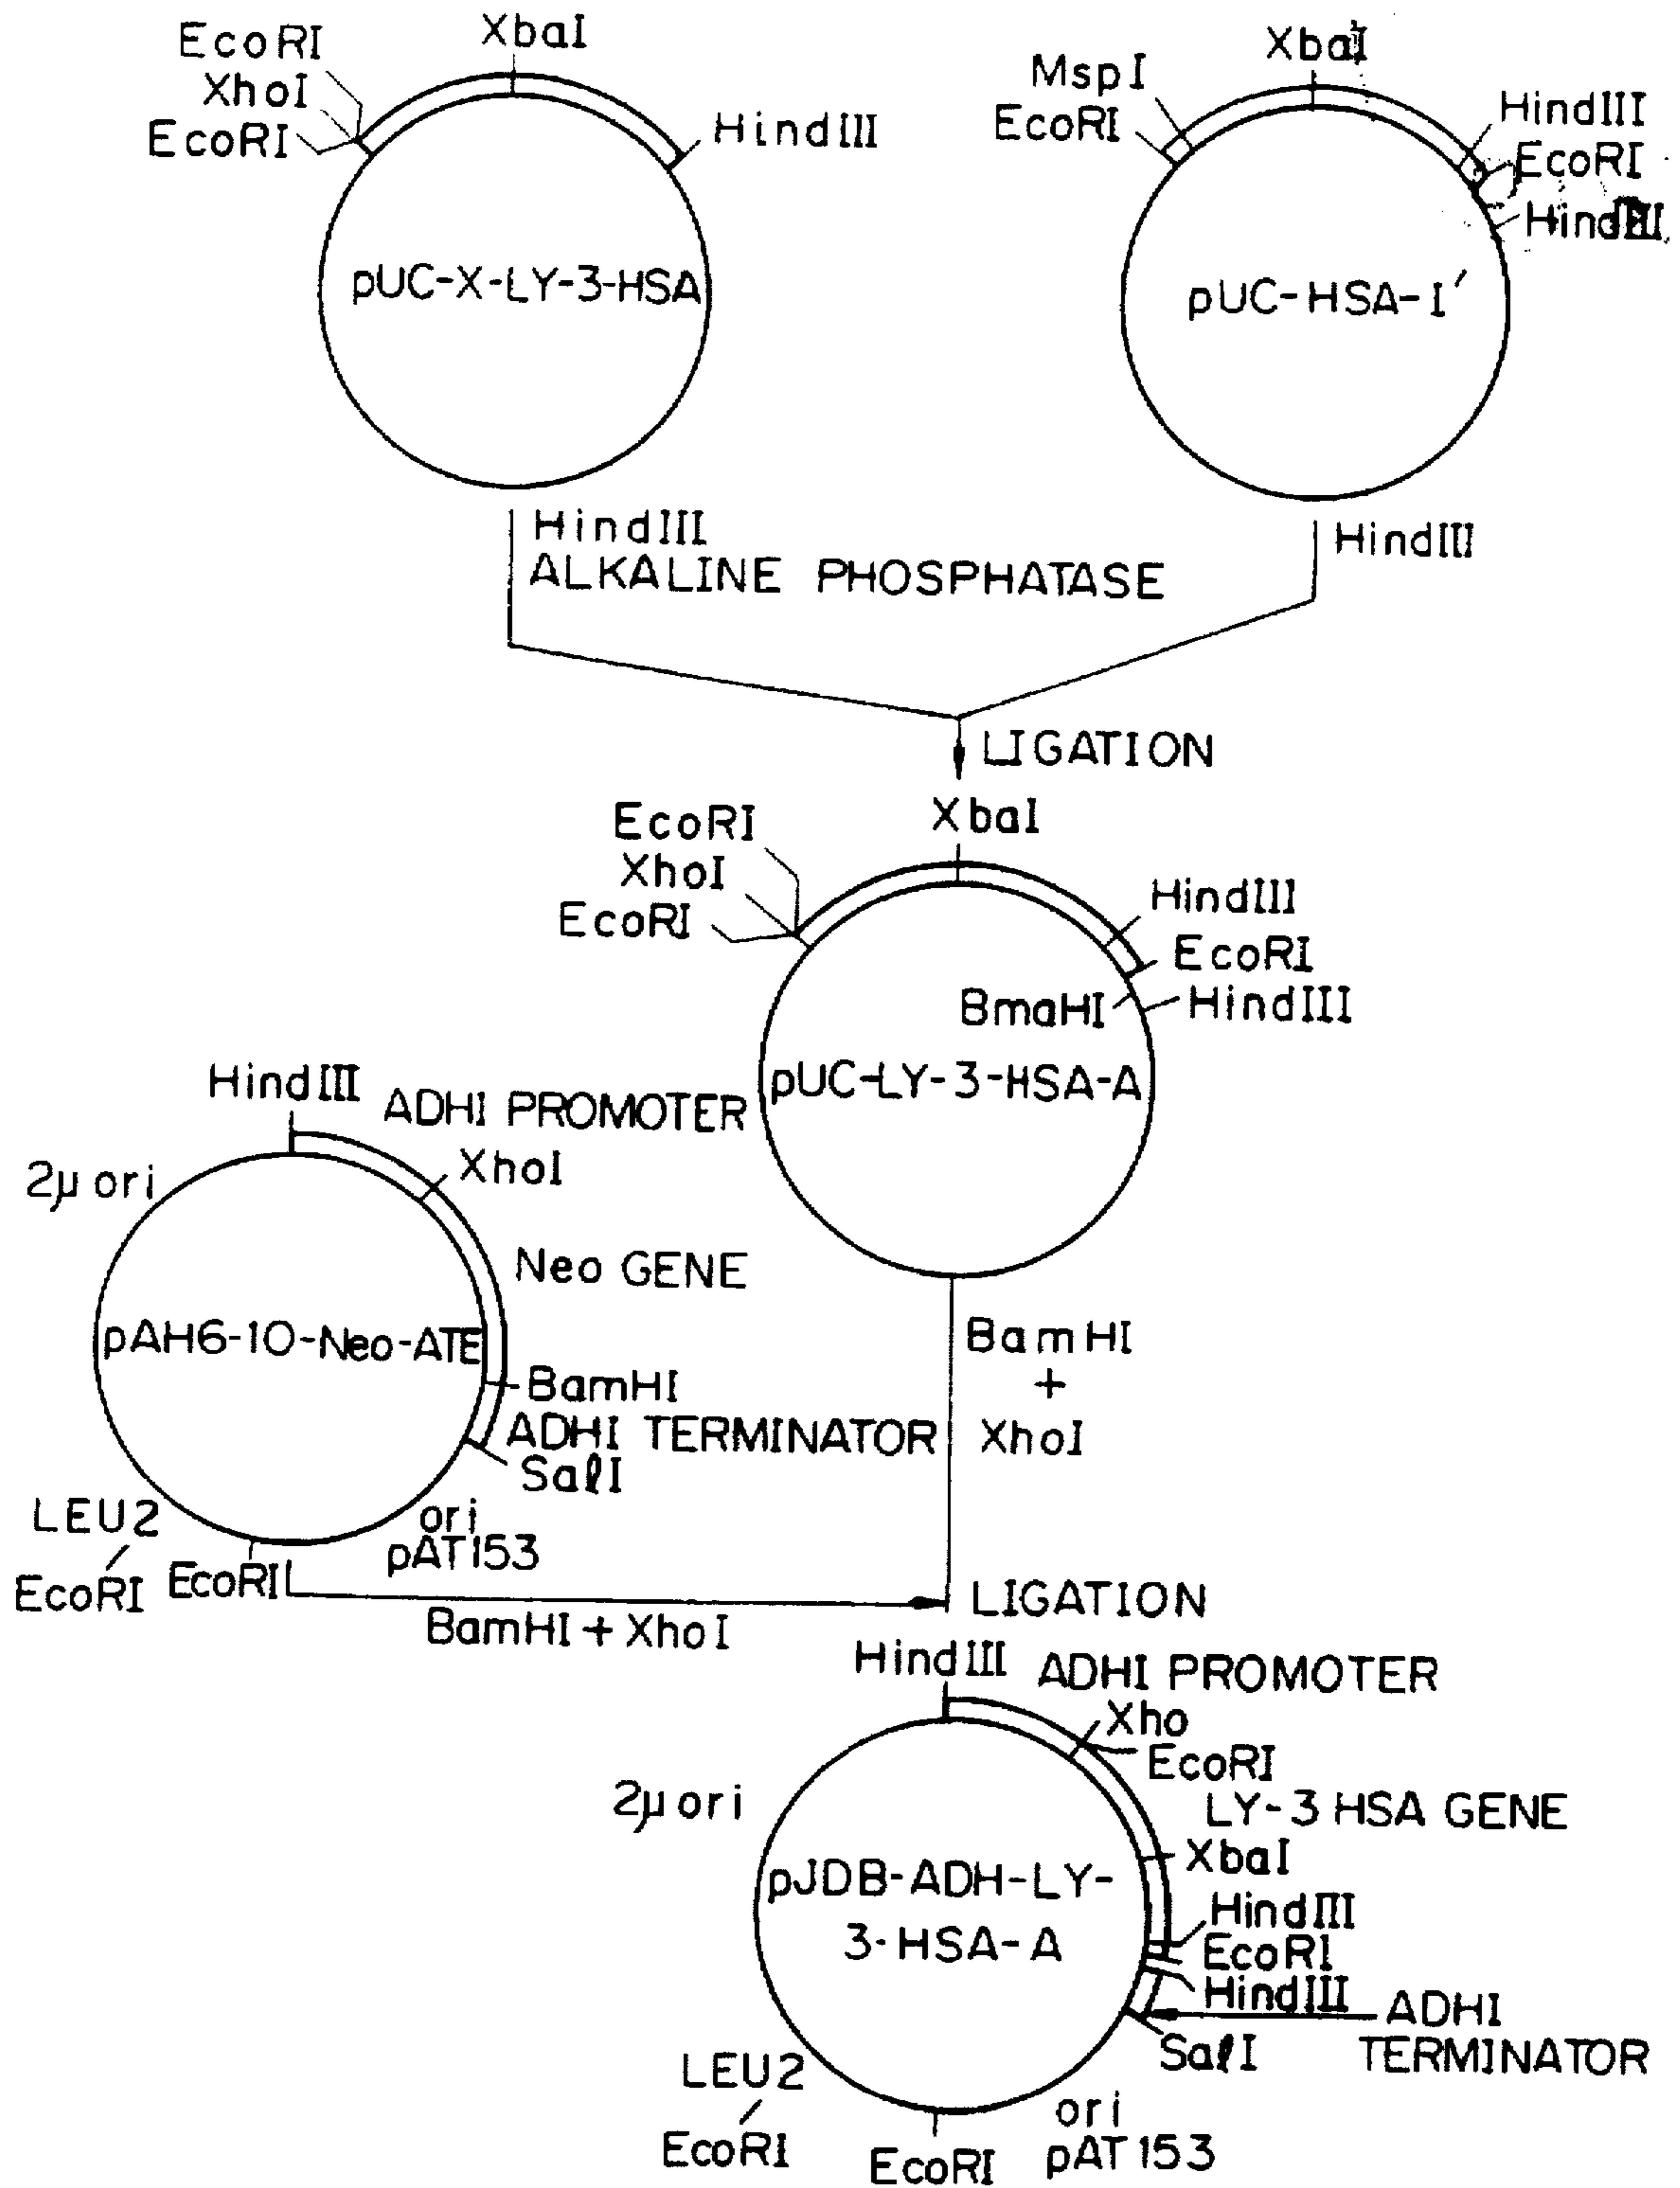 EcoRI
XhoI
EcoRI
XbaI
HindIII
pUC-X-LY-3-HSA
MspI
EcoRI
XbaI
HindIII
EcoRI
HindIII
pUC-HSA-I′
HindIII
ALKALINE PHOSPHATASE
HindIII
LIGATION
EcoRI
XhoI
EcoRI
XbaI
HindIII
EcoRI
HindIII
BmaHI
pUC-LY-3-HSA-A
HindIII
ADHI PROMOTER
XhoI
2μ ori
Neo GENE
pAH6-10-Neo-ATE
BamHI
ADHI TERMINATOR
SalI
LEU2
EcoRI
EcoRI
ori
pAT153
BamHI
+
XhoI
BamHI + XhoI
LIGATION
HindIII
ADHI PROMOTER
Xho
EcoRI
LY-3 HSA GENE
2μ ori
XbaI
pJDB-ADH-LY-
3-HSA-A
HindIII
EcoRI
HindIII
ADHI
TERMINATOR
SalI
LEU2
EcoRI
EcoRI
ori
pAT153